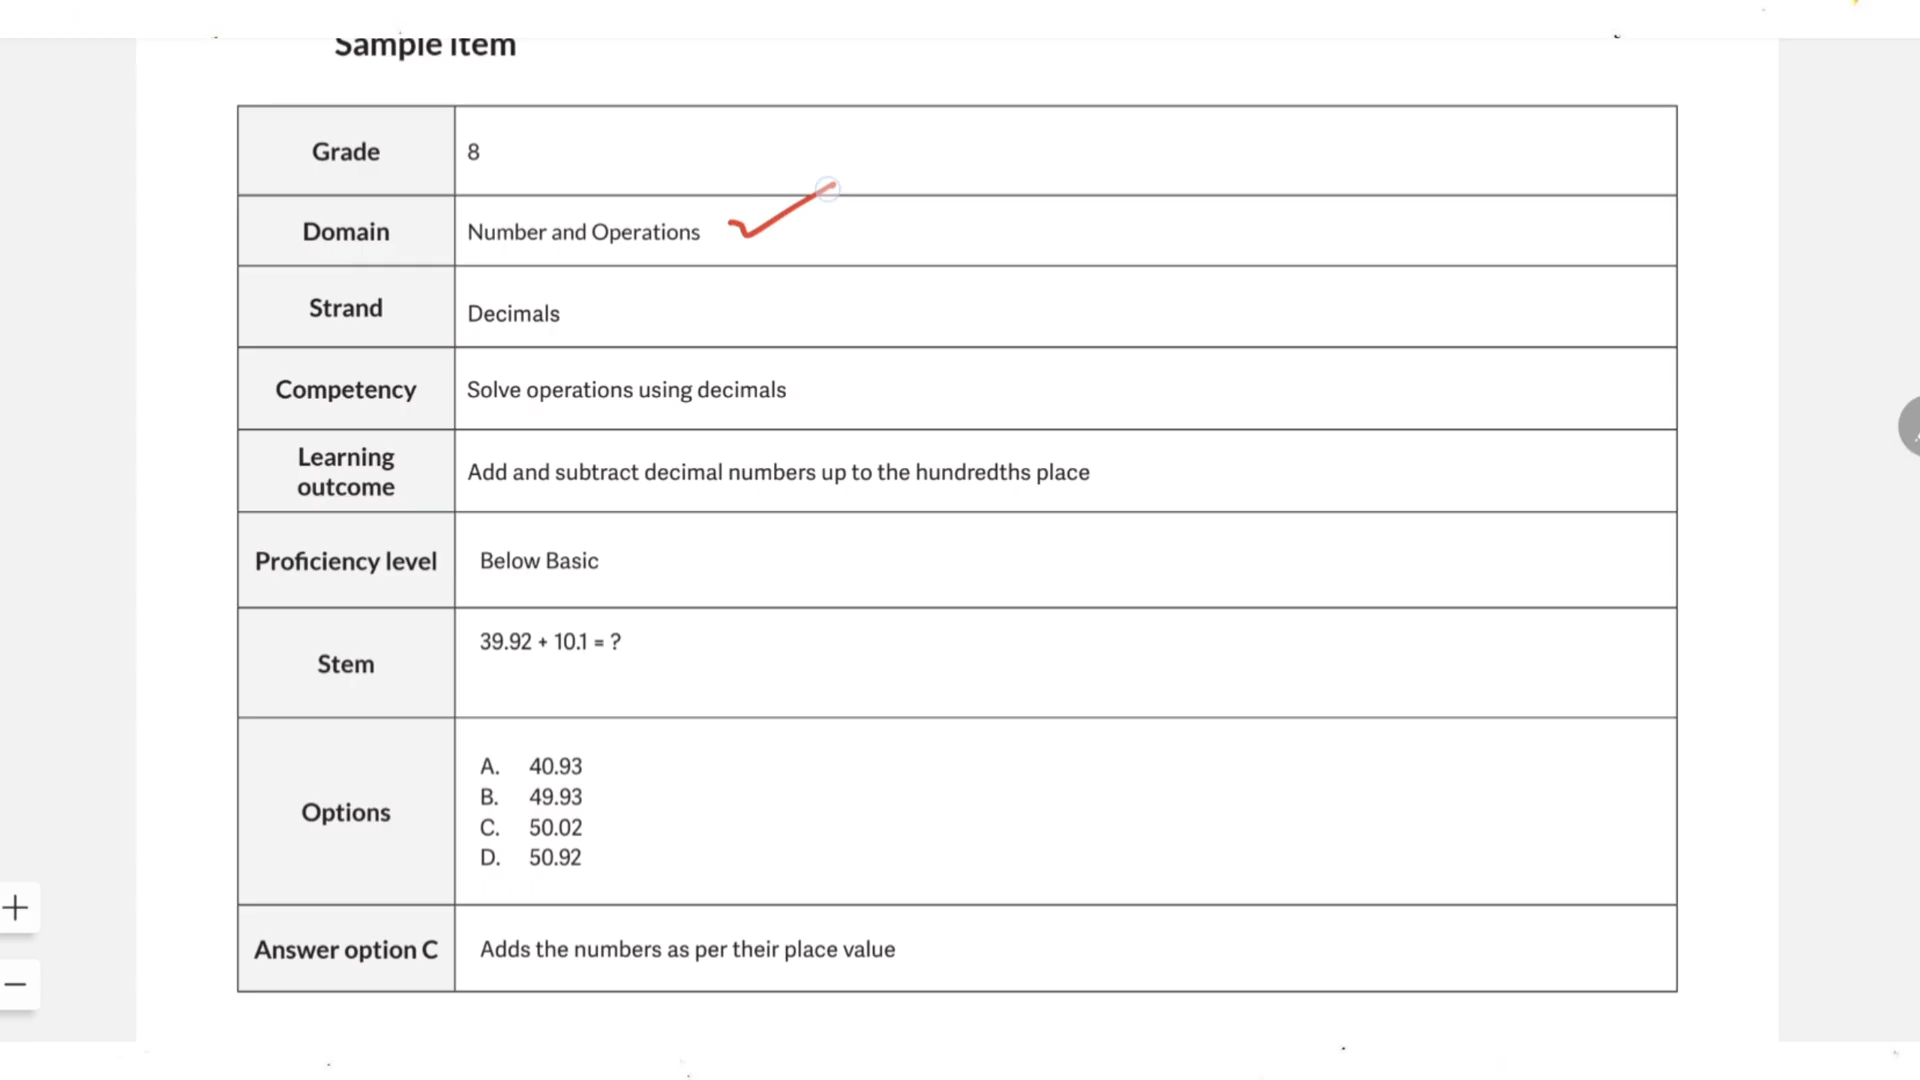 Sample Item
Grade
8
Domain
Number and Operations
Strand
Decimals
Competency
Solve operations using decimals
Learning
outcome
Add and subtract decimal numbers up to the hundredths place
Proficiency level
Below Basic
Stem
39.92 + 10.1 = ?
Options
A. 40.93
B. 49.93
C. 50.02
D. 50.92
Answer option C
Adds the numbers as per their place value